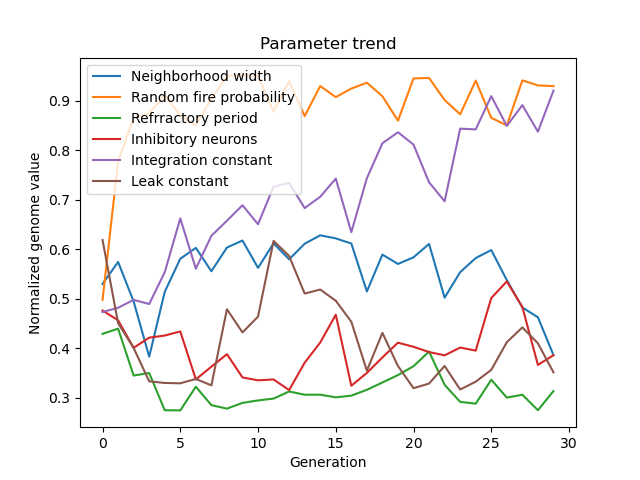 Parameter trend
Neighborhood width
Random fire probability
Refrractory period
Inhibitory neurons
Integration constant
Leak constant
Normalized genome value
0.9
0.8
0.7
0.6
0.5
0.4
0.3
0 5 10 15 20 25 30
Generation